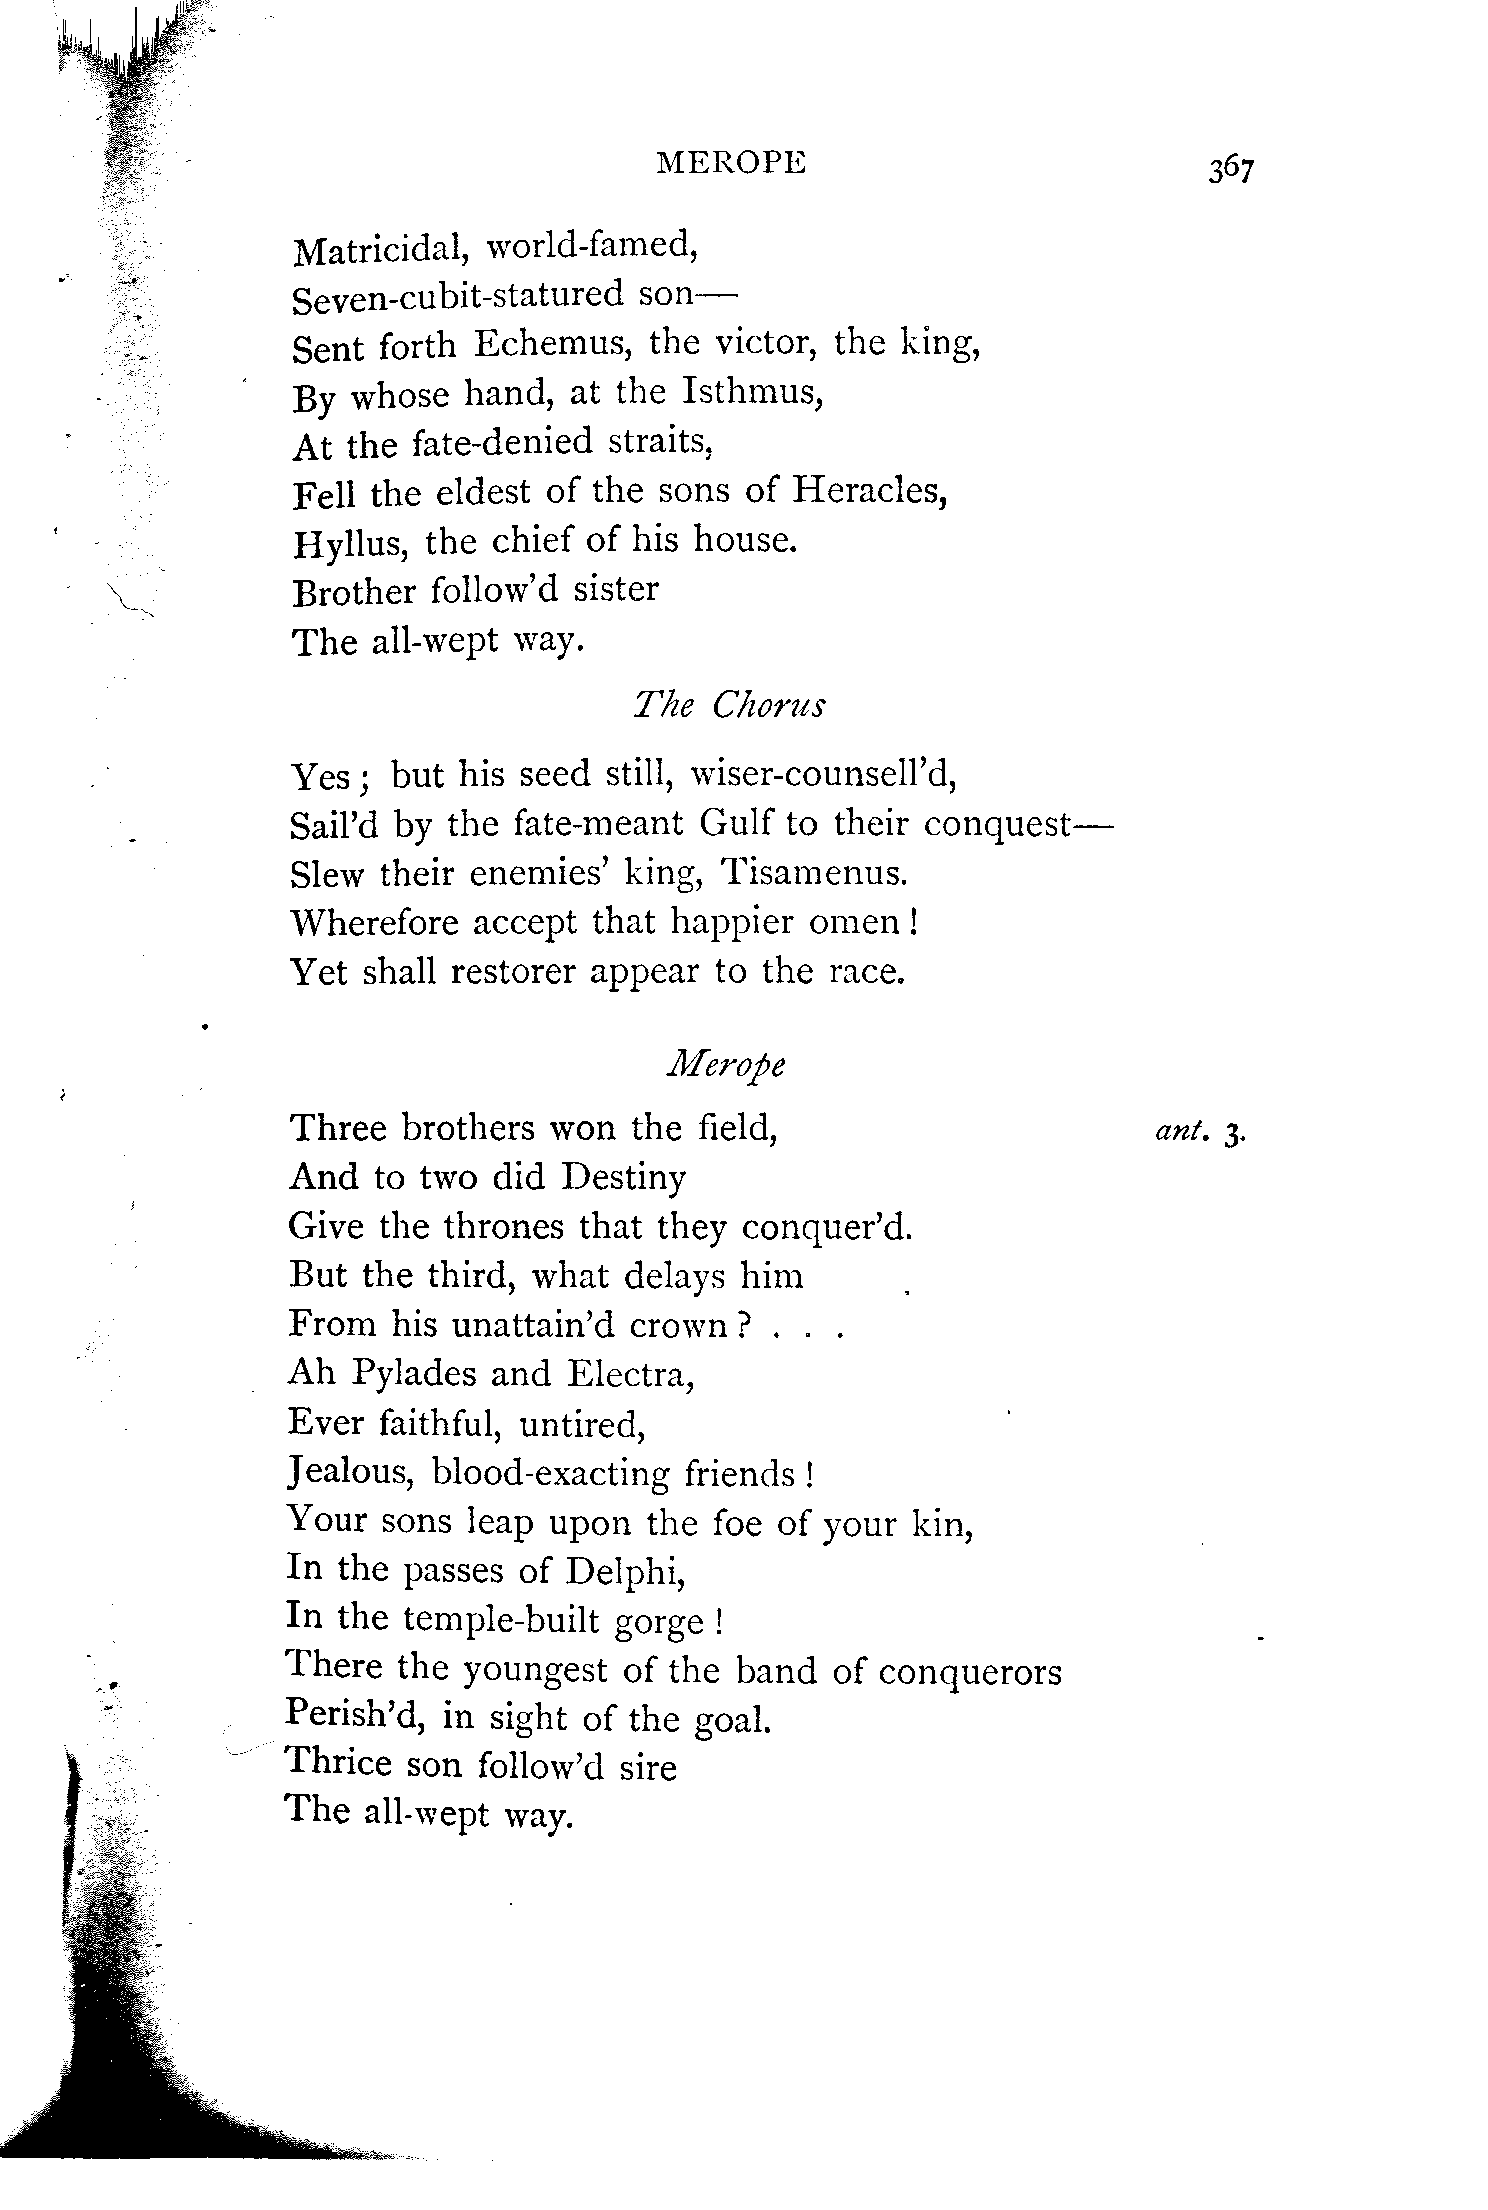 MEROPE 367
Matricidal, world-famed,
Seven-cubit-statured son—
Sent forth Echemus, the victor, the king,
By whose hand, at the Isthmus,
At the fate-denied straits,
Fell the eldest of the sons of Heracles,
Hyllus, the chief of his house.
Brother follow'd sister
The all-wept way.
The Chorus
Yes; but his seed still, wiser-counsell'd,
Sail'd by the fate-meant Gulf to their conquest—
Slew their enemies' king, Tisamenus.
Wherefore accept that happier omen!
Yet shall restorer appear to the race.
Merope
Three brothers won the field, ant. 3.
And to two did Destiny
Give the thrones that they conquer'd.
But the third, what delays him
From his unattain'd crown? . . .
Ah Pylades and Electra,
Ever faithful, untired,
Jealous, blood-exacting friends!
Your sons leap upon the foe of your kin,
In the passes of Delphi,
In the temple-built gorge!
There the youngest of the band of conquerors
Perish'd, in sight of the goal.
Thrice son follow'd sire
The all-wept way.